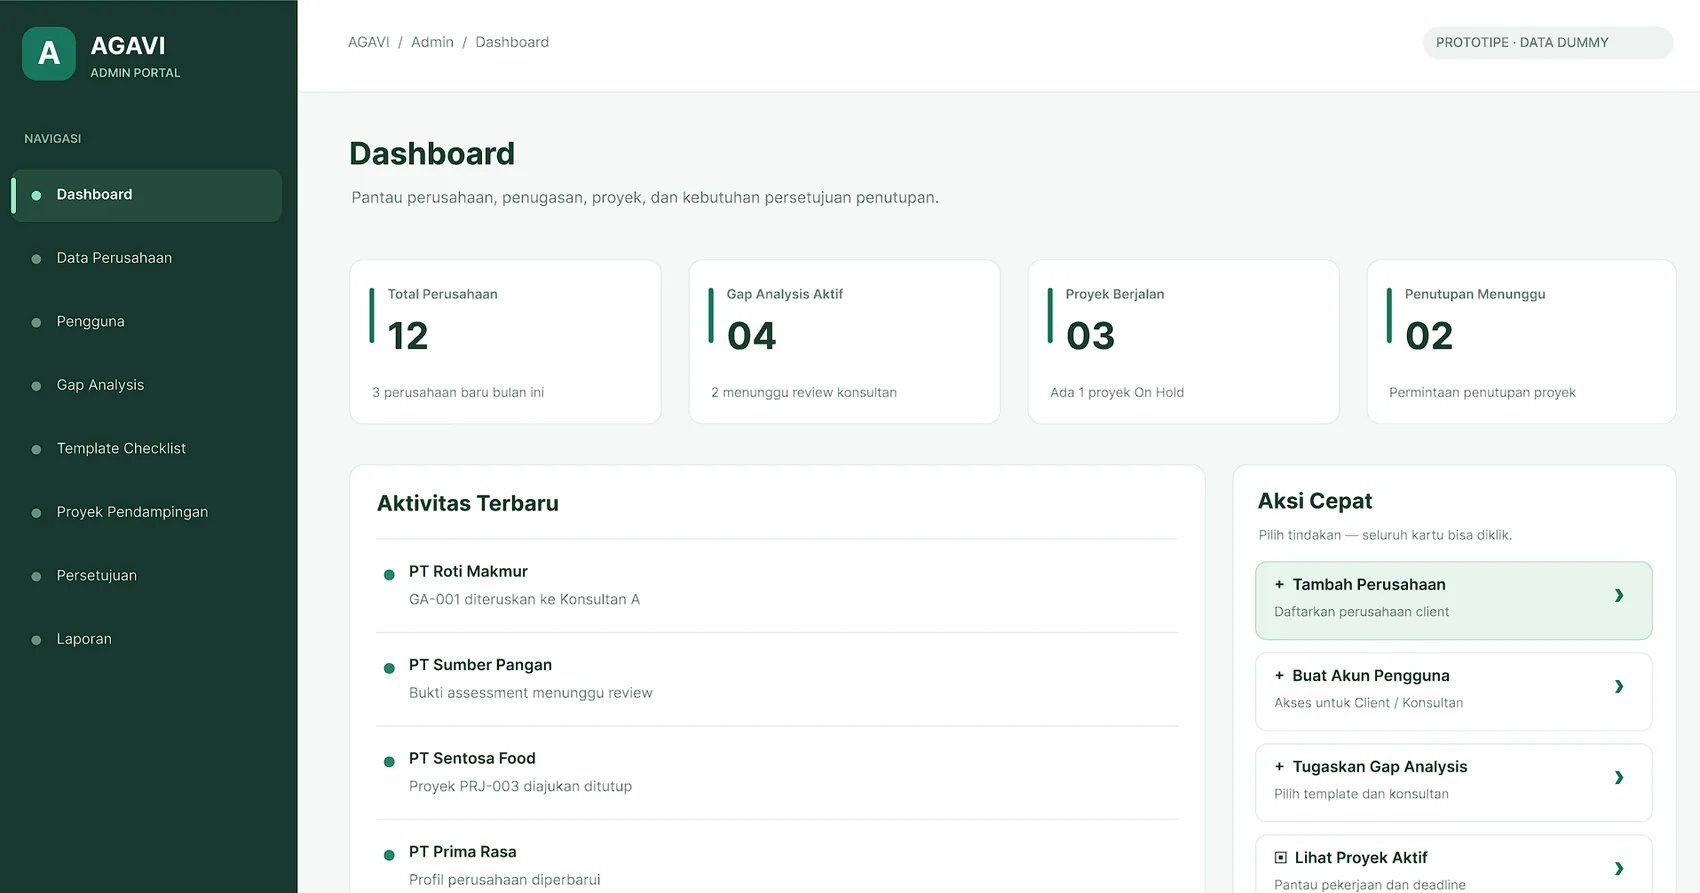 A
AGAVI
ADMIN PORTAL
NAVIGASI
Dashboard
Data Perusahaan
Pengguna
Gap Analysis
Template Checklist
Proyek Pendampingan
Persetujuan
Laporan
AGAVI / Admin / Dashboard
PROTOTIPE · DATA DUMMY
Dashboard
Pantau perusahaan, penugasan, proyek, dan kebutuhan persetujuan penutupan.
Total Perusahaan
12
3 perusahaan baru bulan ini
Gap Analysis Aktif
04
2 menunggu review konsultan
Proyek Berjalan
03
Ada 1 proyek On Hold
Penutupan Menunggu
02
Permintaan penutupan proyek
Aktivitas Terbaru
PT Roti Makmur
GA-001 diteruskan ke Konsultan A
PT Sumber Pangan
Bukti assessment menunggu review
PT Sentosa Food
Proyek PRJ-003 diajukan ditutup
PT Prima Rasa
Profil perusahaan diperbarui
Aksi Cepat
Pilih tindakan — seluruh kartu bisa diklik.
+ Tambah Perusahaan
Daftarkan perusahaan client
+ Buat Akun Pengguna
Akses untuk Client / Konsultan
+ Tugaskan Gap Analysis
Pilih template dan konsultan
Lihat Proyek Aktif
Pantau pekerjaan dan deadline